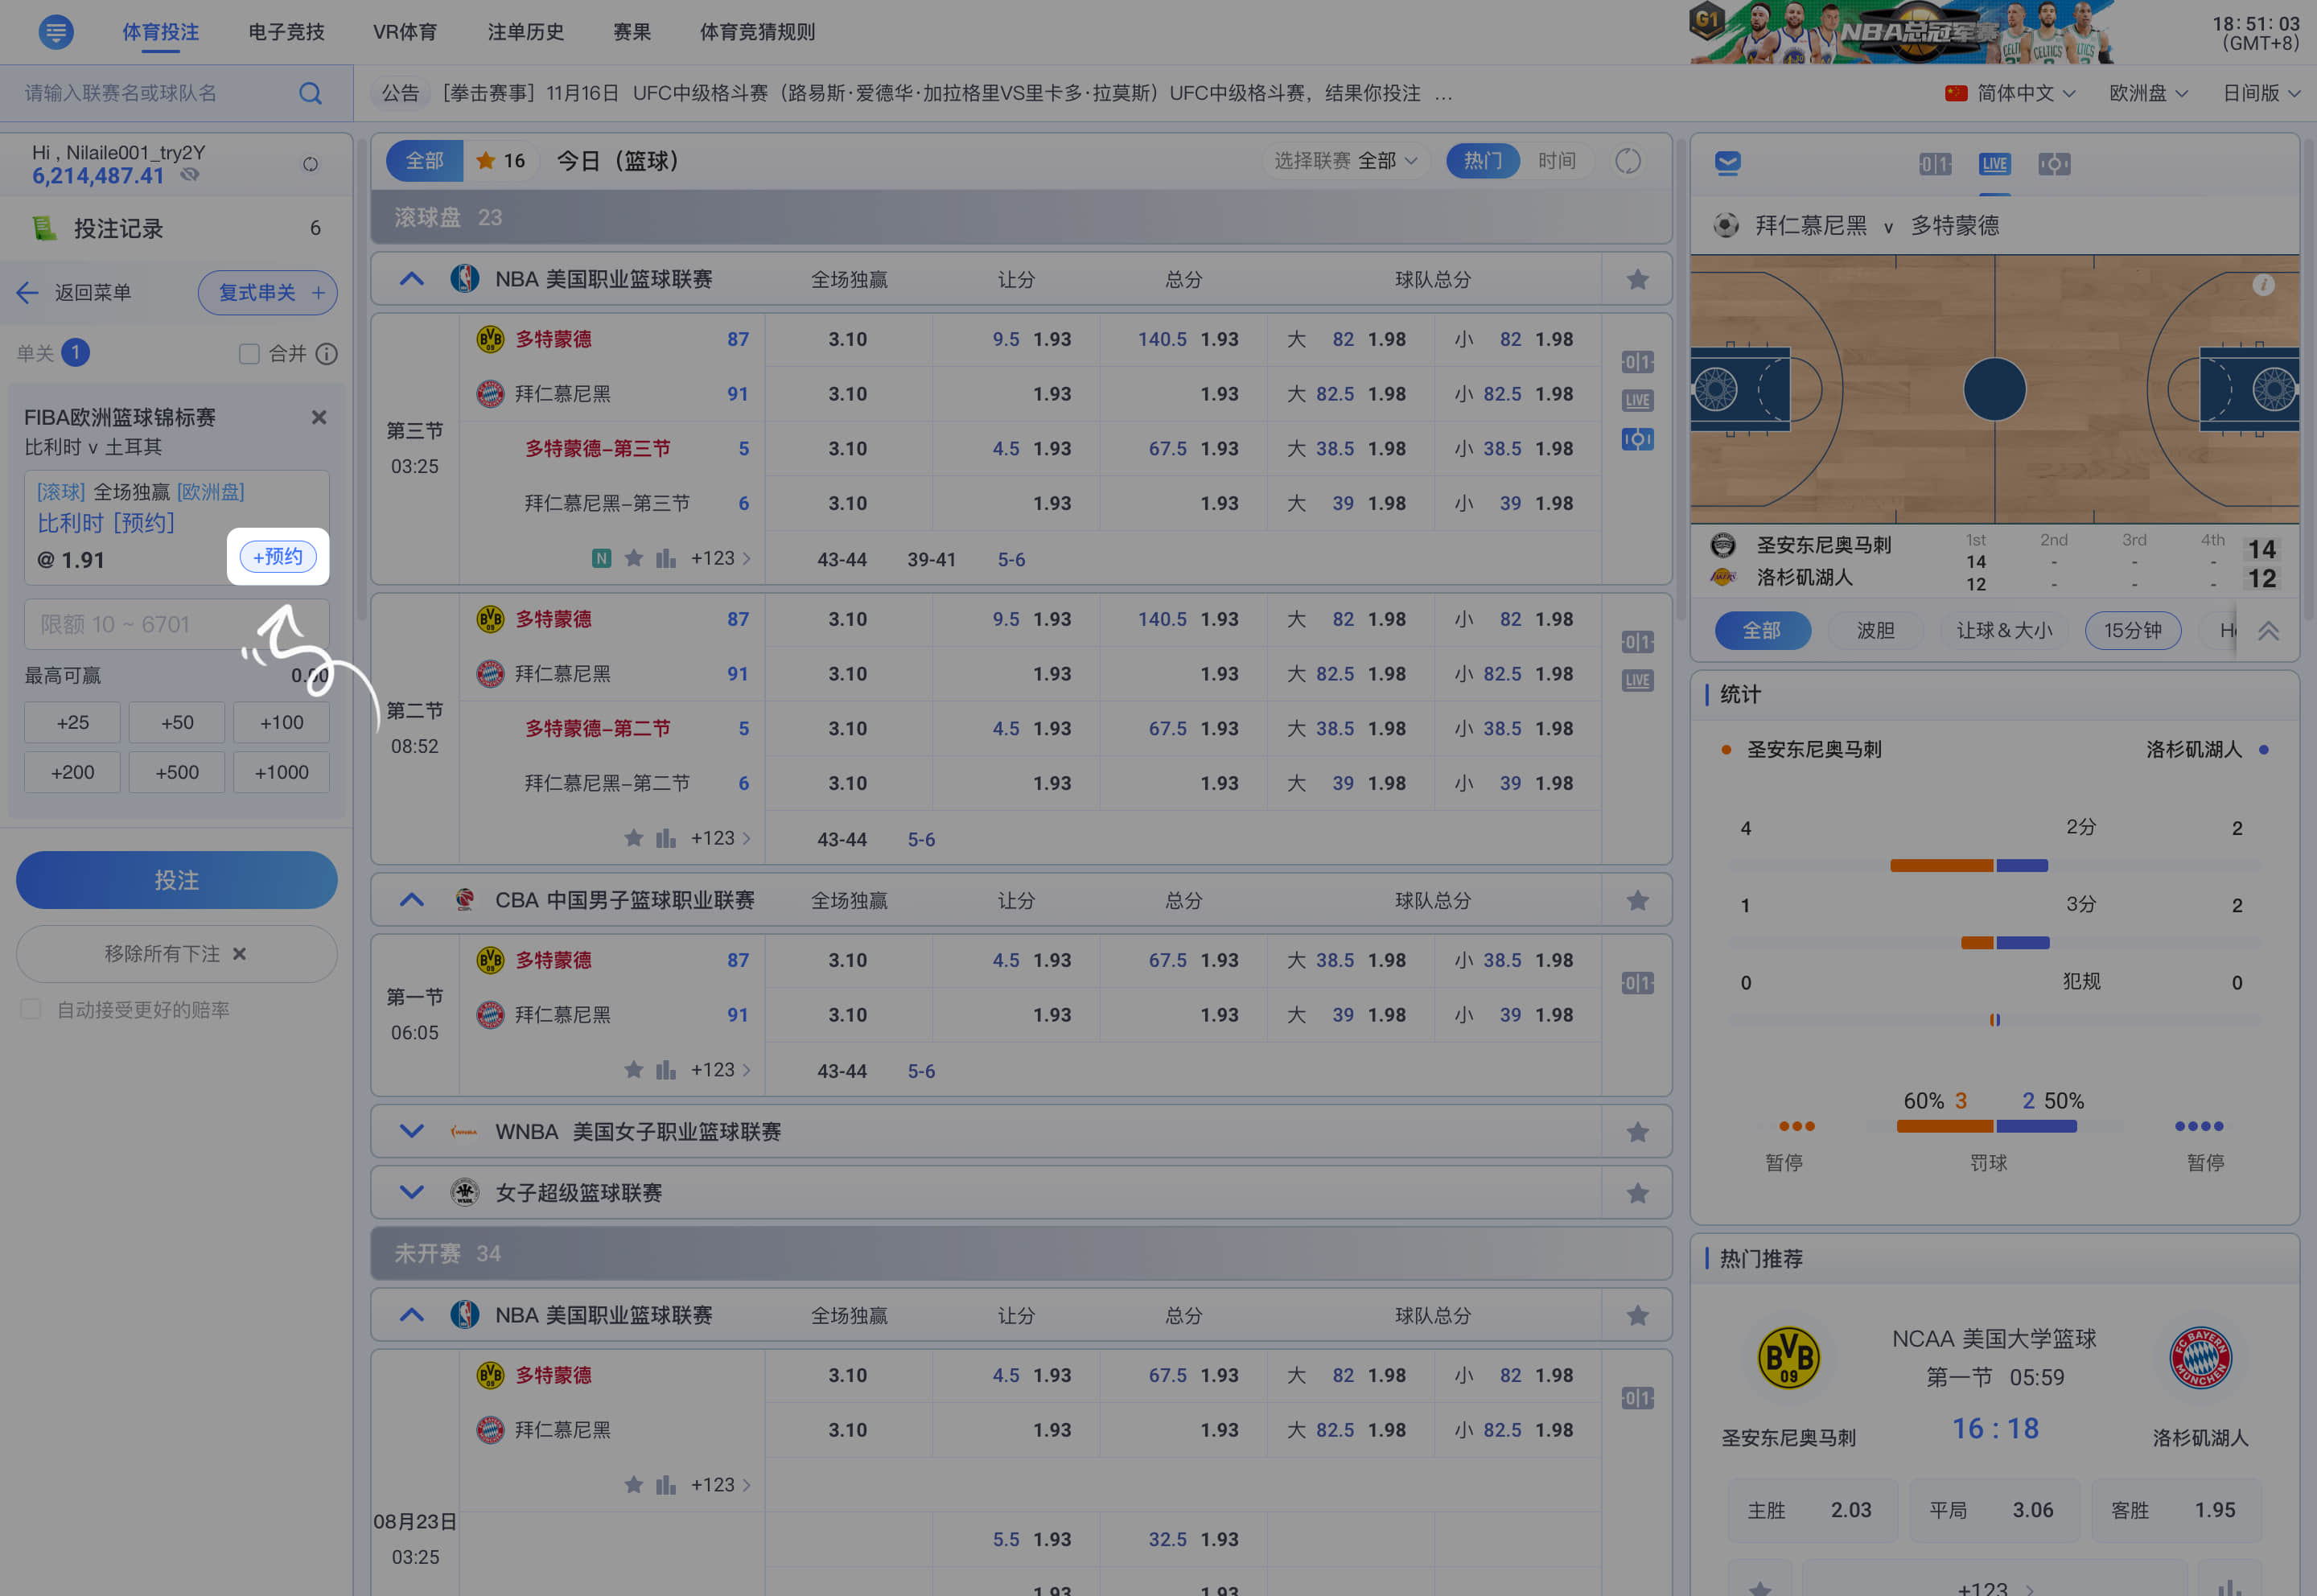 体育投注 电子竞技 VR体育 注单历史 赛果 体育竞猜规则
G1 NBA总冠军赛
18:51:03
(GMT+8)
请输入联赛名或球队名
公告 [拳击赛事] 11月16日 UFC中级格斗赛（路易斯·爱德华·加拉格里VS里卡多·拉莫斯）UFC中级格斗赛，结果你投注 ...
简体中文 欧洲盘 日间版
Hi , Nilaile001_try2Y
6,214,487.41
投注记录 6
返回菜单 复式串关 +
单关 1 合并
FIBA欧洲篮球锦标赛
比利时 v 土耳其
[滚球] 全场独赢 [欧洲盘]
比利时 [预约]
@ 1.91
+预约
限额 10 ~ 6701
最高可赢 0.00
+25 +50 +100
+200 +500 +1000
投注
移除所有下注
自动接受更好的赔率
全部 16 今日（篮球） 选择联赛 全部 热门 时间
滚球盘 23
NBA 美国职业篮球联赛 全场独赢 让分 总分 球队总分
第三节
03:25
多特蒙德 87 3.10 9.5 1.93 140.5 1.93 大 82 1.98 小 82 1.98
拜仁慕尼黑 91 3.10 1.93 1.93 大 82.5 1.98 小 82.5 1.98
多特蒙德-第三节 5 3.10 4.5 1.93 67.5 1.93 大 38.5 1.98 小 38.5 1.98
拜仁慕尼黑-第三节 6 3.10 1.93 1.93 大 39 1.98 小 39 1.98
N +123 43-44 39-41 5-6
0|1
LIVE
第二节
08:52
多特蒙德 87 3.10 9.5 1.93 140.5 1.93 大 82 1.98 小 82 1.98
拜仁慕尼黑 91 3.10 1.93 1.93 大 82.5 1.98 小 82.5 1.98
多特蒙德-第二节 5 3.10 4.5 1.93 67.5 1.93 大 38.5 1.98 小 38.5 1.98
拜仁慕尼黑-第二节 6 3.10 1.93 1.93 大 39 1.98 小 39 1.98
+123 43-44 5-6
0|1
LIVE
CBA 中国男子篮球职业联赛 全场独赢 让分 总分 球队总分
第一节
06:05
多特蒙德 87 3.10 4.5 1.93 67.5 1.93 大 38.5 1.98 小 38.5 1.98
拜仁慕尼黑 91 3.10 1.93 1.93 大 39 1.98 小 39 1.98
+123 43-44 5-6
0|1
WNBA 美国女子职业篮球联赛
女子超级篮球联赛
未开赛 34
NBA 美国职业篮球联赛 全场独赢 让分 总分 球队总分
多特蒙德 3.10 4.5 1.93 67.5 1.93 大 82 1.98 小 82 1.98
拜仁慕尼黑 3.10 1.93 1.93 大 82.5 1.98 小 82.5 1.98
+123
0|1
08月23日
03:25
5.5 1.93 32.5 1.93
1.93 1.93
0|1 LIVE
拜仁慕尼黑 v 多特蒙德
1st 2nd 3rd 4th
圣安东尼奥马刺 14 - - - 14
洛杉矶湖人 12 - - - 12
全部 波胆 让球＆大小 15分钟
统计
圣安东尼奥马刺 洛杉矶湖人
4 2分 2
1 3分 2
0 犯规 0
60% 3 2 50%
暂停 罚球 暂停
热门推荐
NCAA 美国大学篮球
第一节 05:59
16 : 18
圣安东尼奥马刺 洛杉矶湖人
主胜 2.03 平局 3.06 客胜 1.95
+123